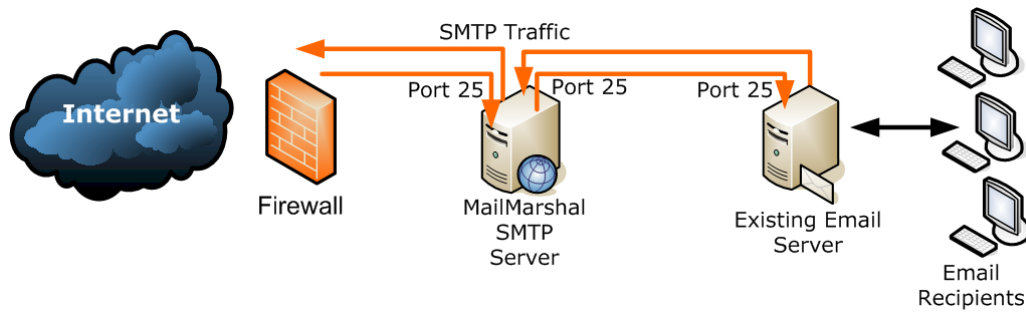 SMTP Traffic
Internet
Port 25
Port 25
Port 25
Firewall
MailMarshal
SMTP
Server
Existing Email
Server
Email
Recipients